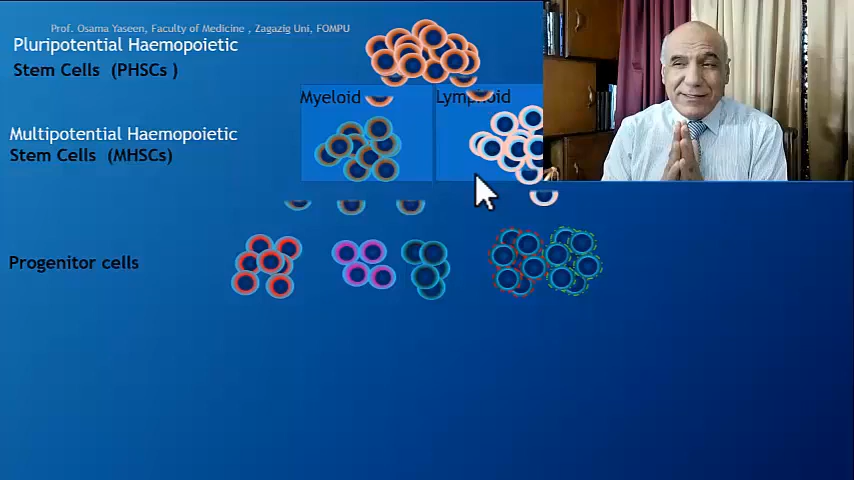 Prof. Osama Yaseen, Faculty of Medicine , Zagazig Uni, FOMPU
Pluripotential Haemopoietic
Stem Cells (PHSCs )
Myeloid
Lymphoid
Multipotential Haemopoietic
Stem Cells (MHSCs)
Progenitor cells